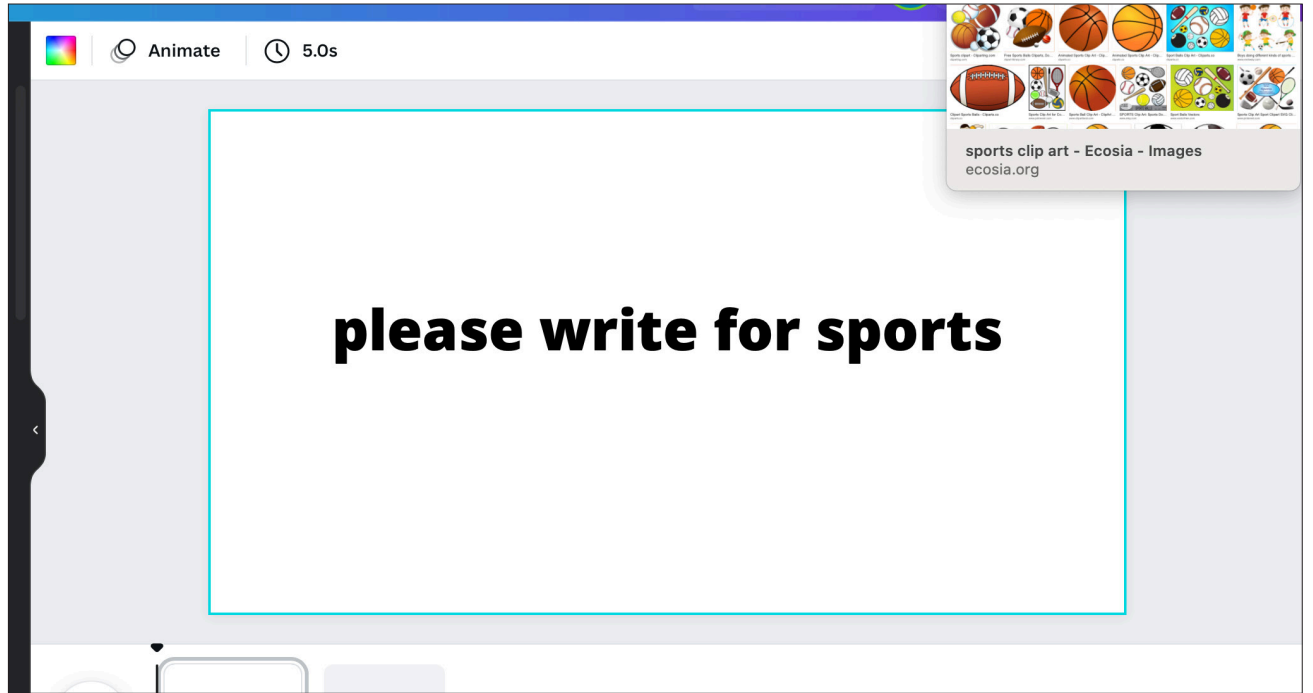 Animate
5.0s
sports clip art - Ecosia - Images
ecosia.org
please write for sports